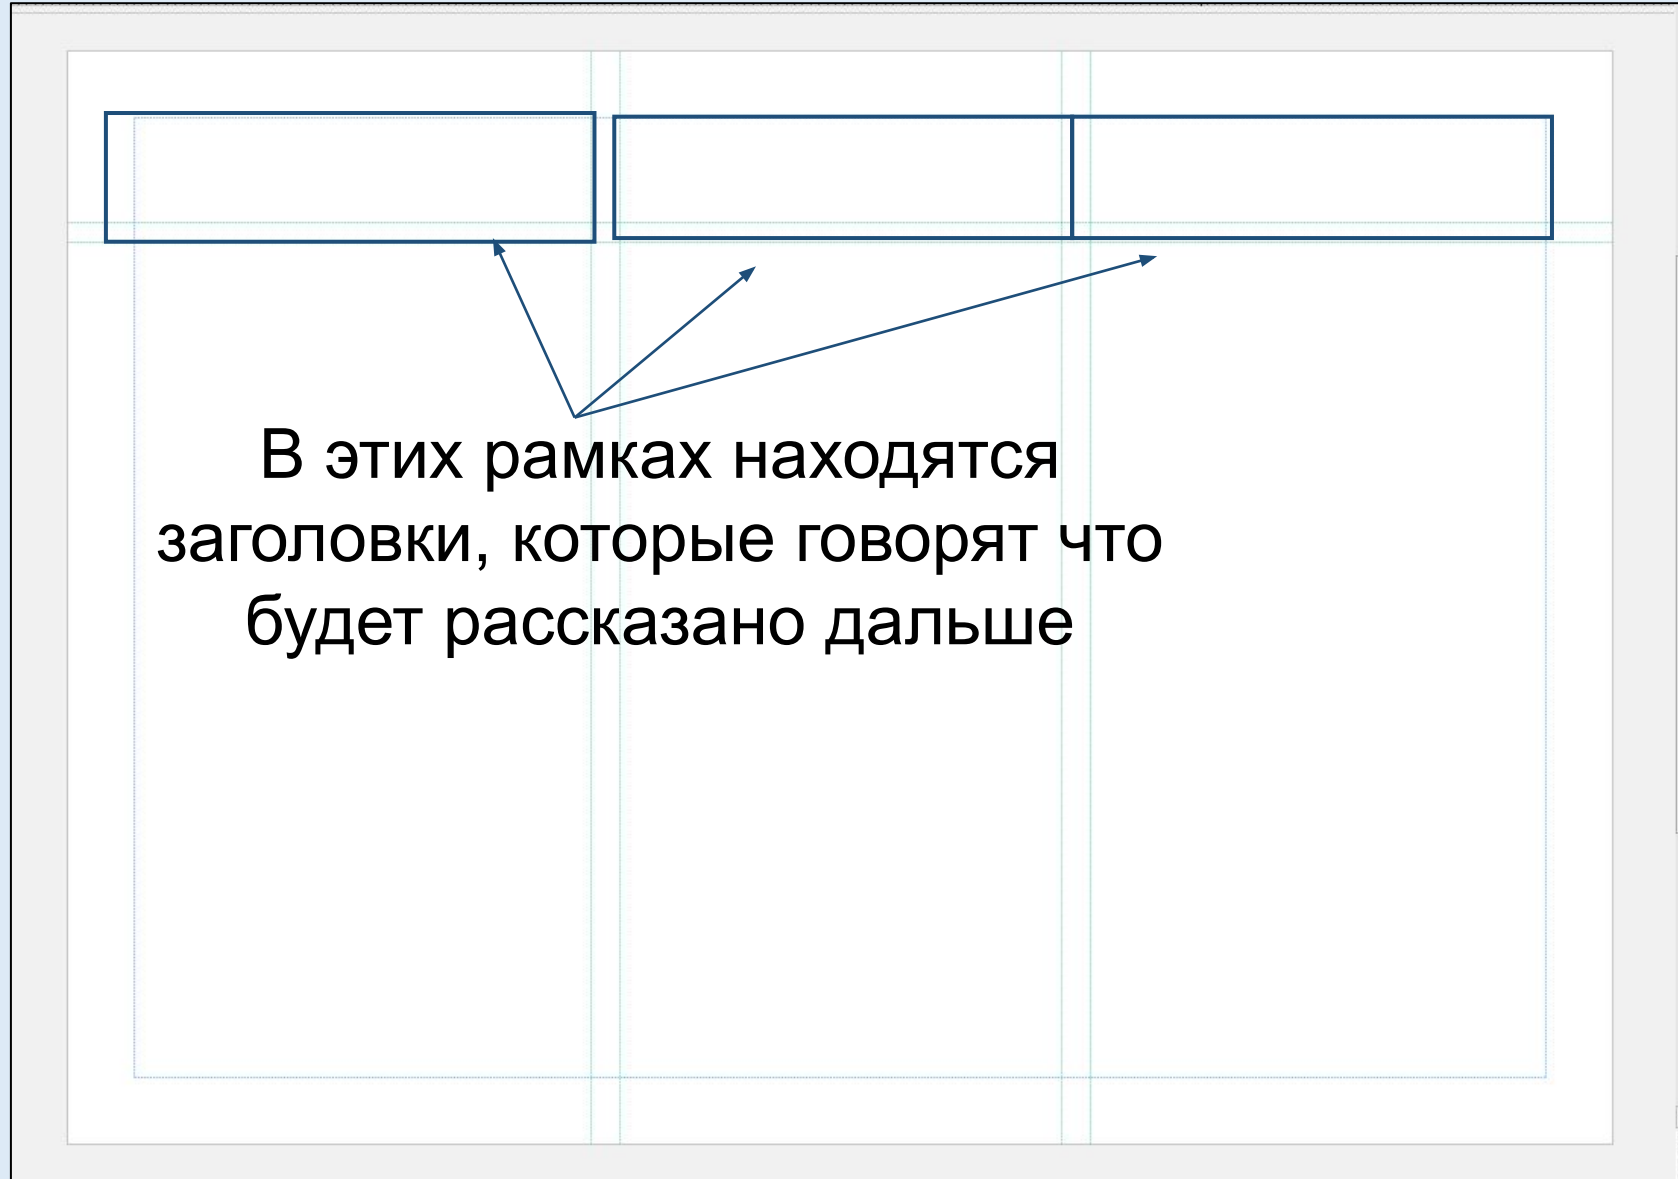 В этих рамках находятся
заголовки, которые говорят что
будет рассказано дальше